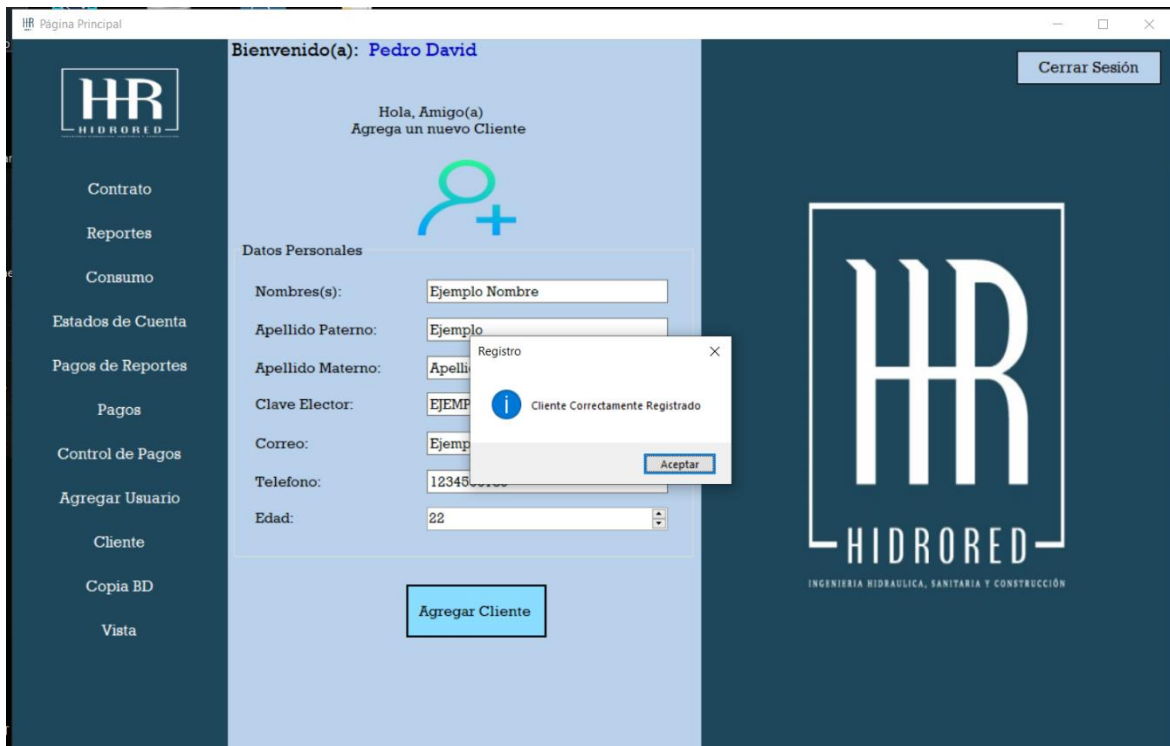 Página Principal
Bienvenido(a): Pedro David
Cerrar Sesión
HR
HIDRORED
Hola, Amigo(a)
Agrega un nuevo Cliente
Contrato
Reportes
Consumo
Estados de Cuenta
Pagos de Reportes
Pagos
Control de Pagos
Agregar Usuario
Cliente
Copia BD
Vista
Datos Personales
Nombres(s): Ejemplo Nombre
Apellido Paterno: Ejemplo
Apellido Materno: Apelli
Clave Elector: EJEMP
Correo: Ejemp
Telefono:
Edad: 22
Registro
Cliente Correctamente Registrado
Aceptar
Agregar Cliente
HR
HIDRORED
INGENIERIA HIDRAULICA, SANITARIA Y CONSTRUCCIÓN